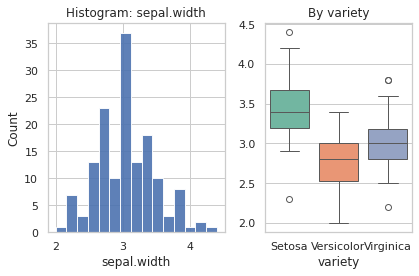 Histogram: sepal.width
By variety
Count
35
30
25
20
15
10
5
0
2
3
4
sepal.width
4.5
4.0
3.5
3.0
2.5
2.0
Setosa
Versicolor
Virginica
variety